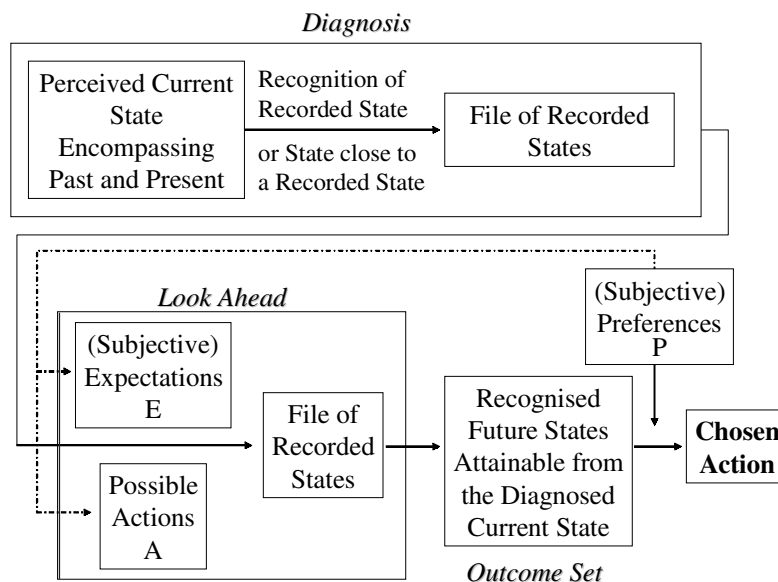 Diagnosis
Perceived Current
State
Encompassing
Past and Present
Recognition of
Recorded State
or State close to
a Recorded State
File of Recorded
States
Look Ahead
(Subjective)
Expectations
E
Possible
Actions
A
File of
Recorded
States
Recognised
Future States
Attainable from
the Diagnosed
Current State
Outcome Set
(Subjective)
Preferences
P
Chosen
Action